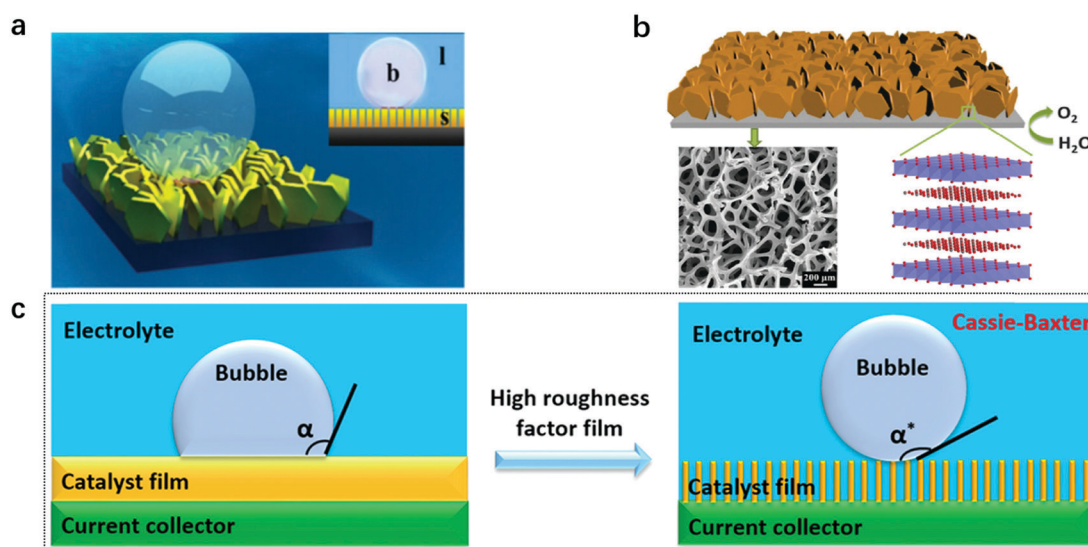 a
b
l
s
b
O₂
H₂O
200 μm
c
Electrolyte
Bubble
α
Catalyst film
Current collector
High roughness
factor film
Electrolyte
Cassie-Baxter
Bubble
α*
Catalyst film
Current collector